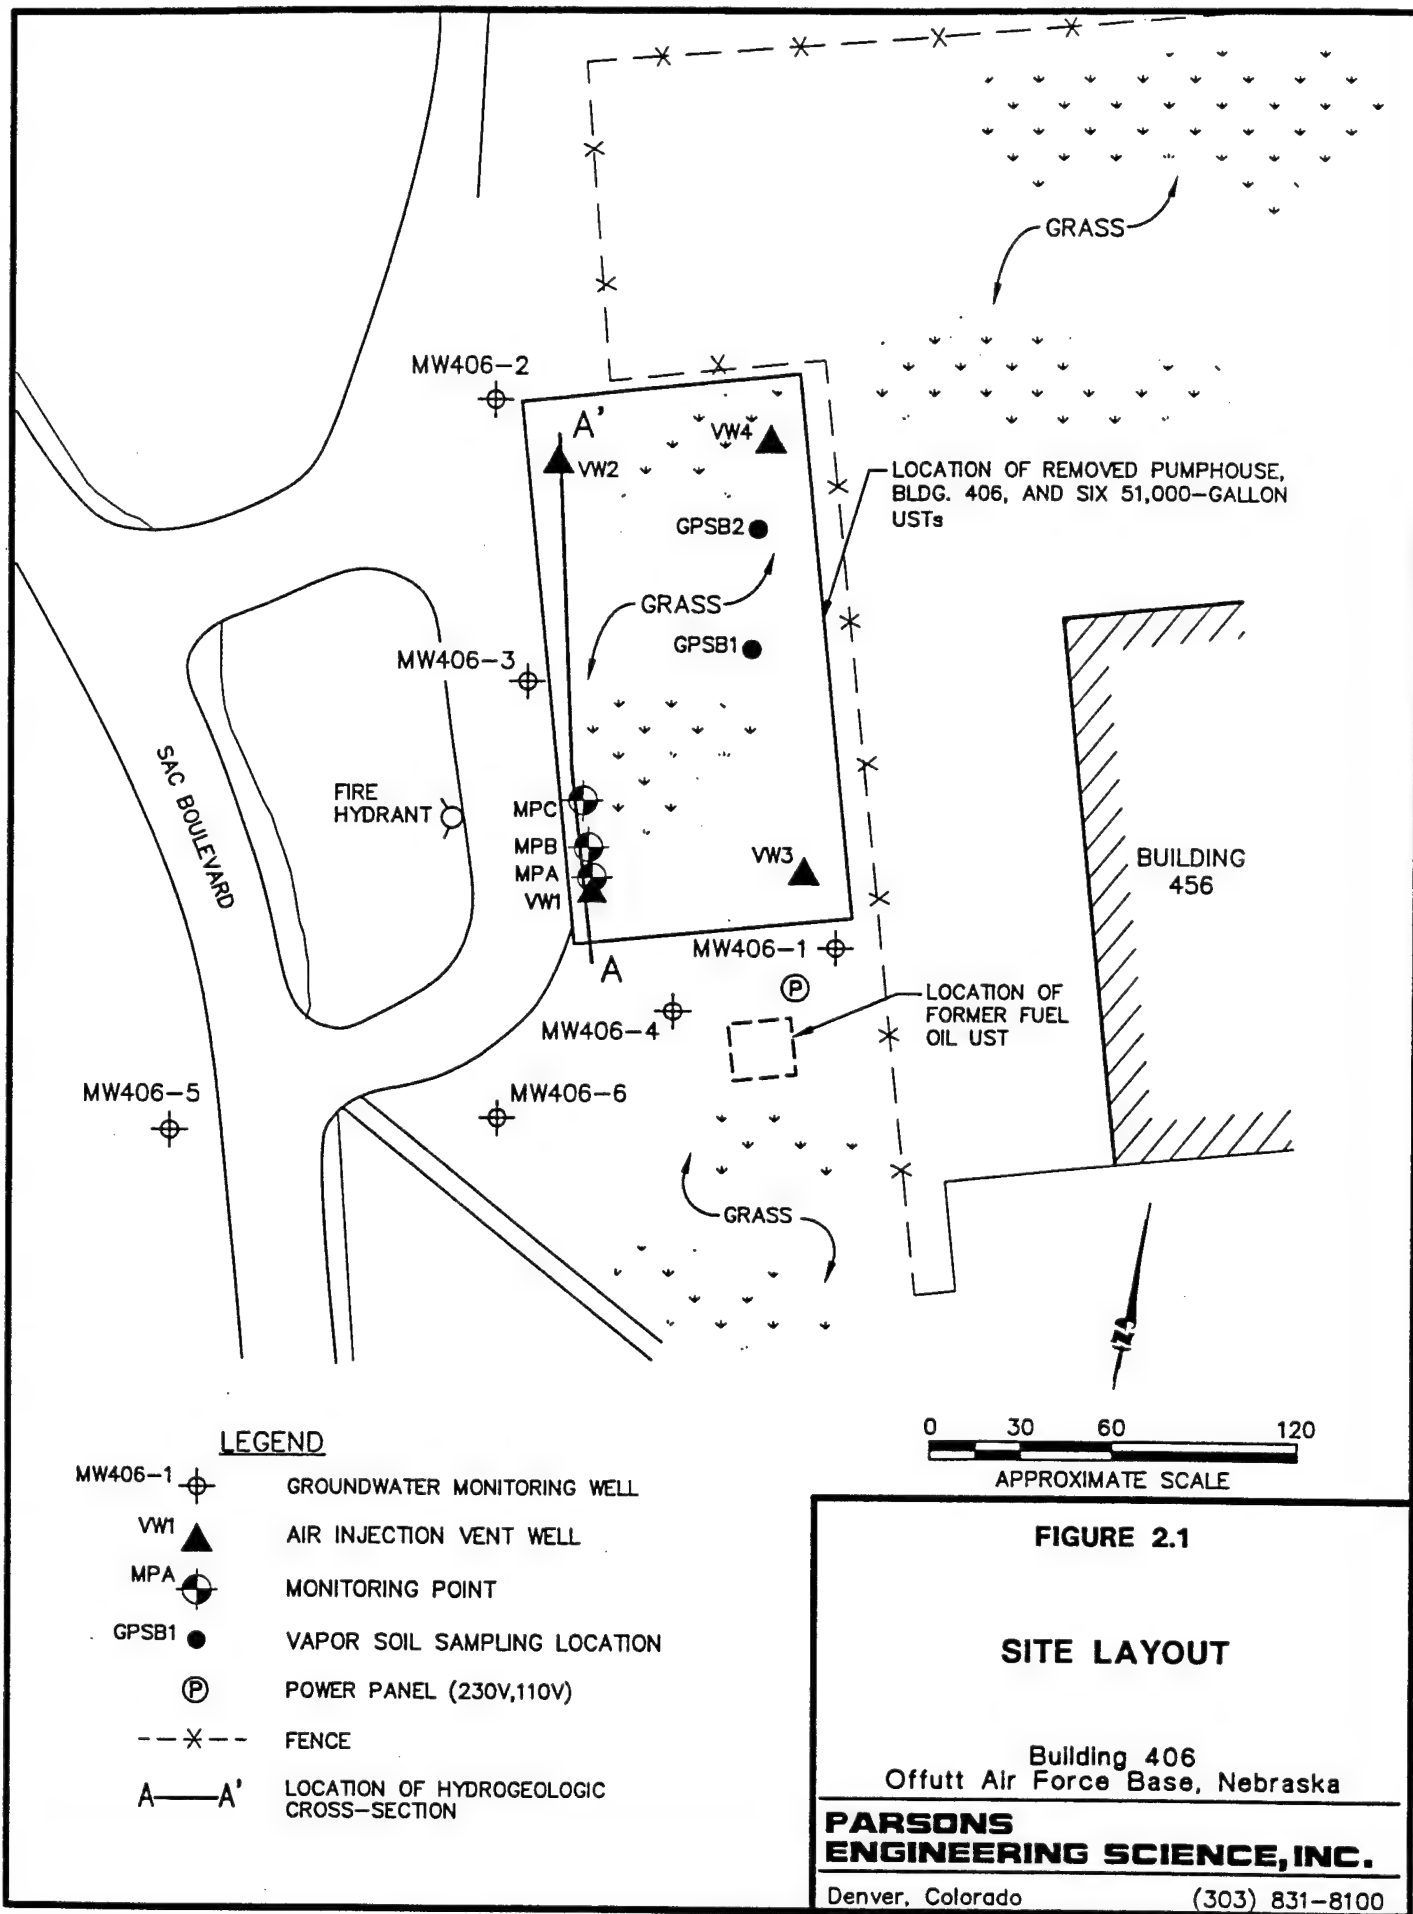 GRASS
MW406-2
A'
VW4
VW2
LOCATION OF REMOVED PUMPHOUSE,
BLDG. 406, AND SIX 51,000-GALLON
USTs
GPSB2
GRASS
GPSB1
MW406-3
SAC BOULEVARD
FIRE
HYDRANT
MPC
MPB
MPA
VW1
VW3
BUILDING
456
MW406-1
A
P
LOCATION OF
FORMER FUEL
OIL UST
MW406-4
MW406-5
MW406-6
GRASS
N
0 30 60 120
APPROXIMATE SCALE
LEGEND
MW406-1 GROUNDWATER MONITORING WELL
VW1 AIR INJECTION VENT WELL
MPA MONITORING POINT
GPSB1 VAPOR SOIL SAMPLING LOCATION
P POWER PANEL (230V,110V)
FENCE
A A' LOCATION OF HYDROGEOLOGIC
CROSS-SECTION
FIGURE 2.1
SITE LAYOUT
Building 406
Offutt Air Force Base, Nebraska
PARSONS
ENGINEERING SCIENCE, INC.
Denver, Colorado (303) 831-8100